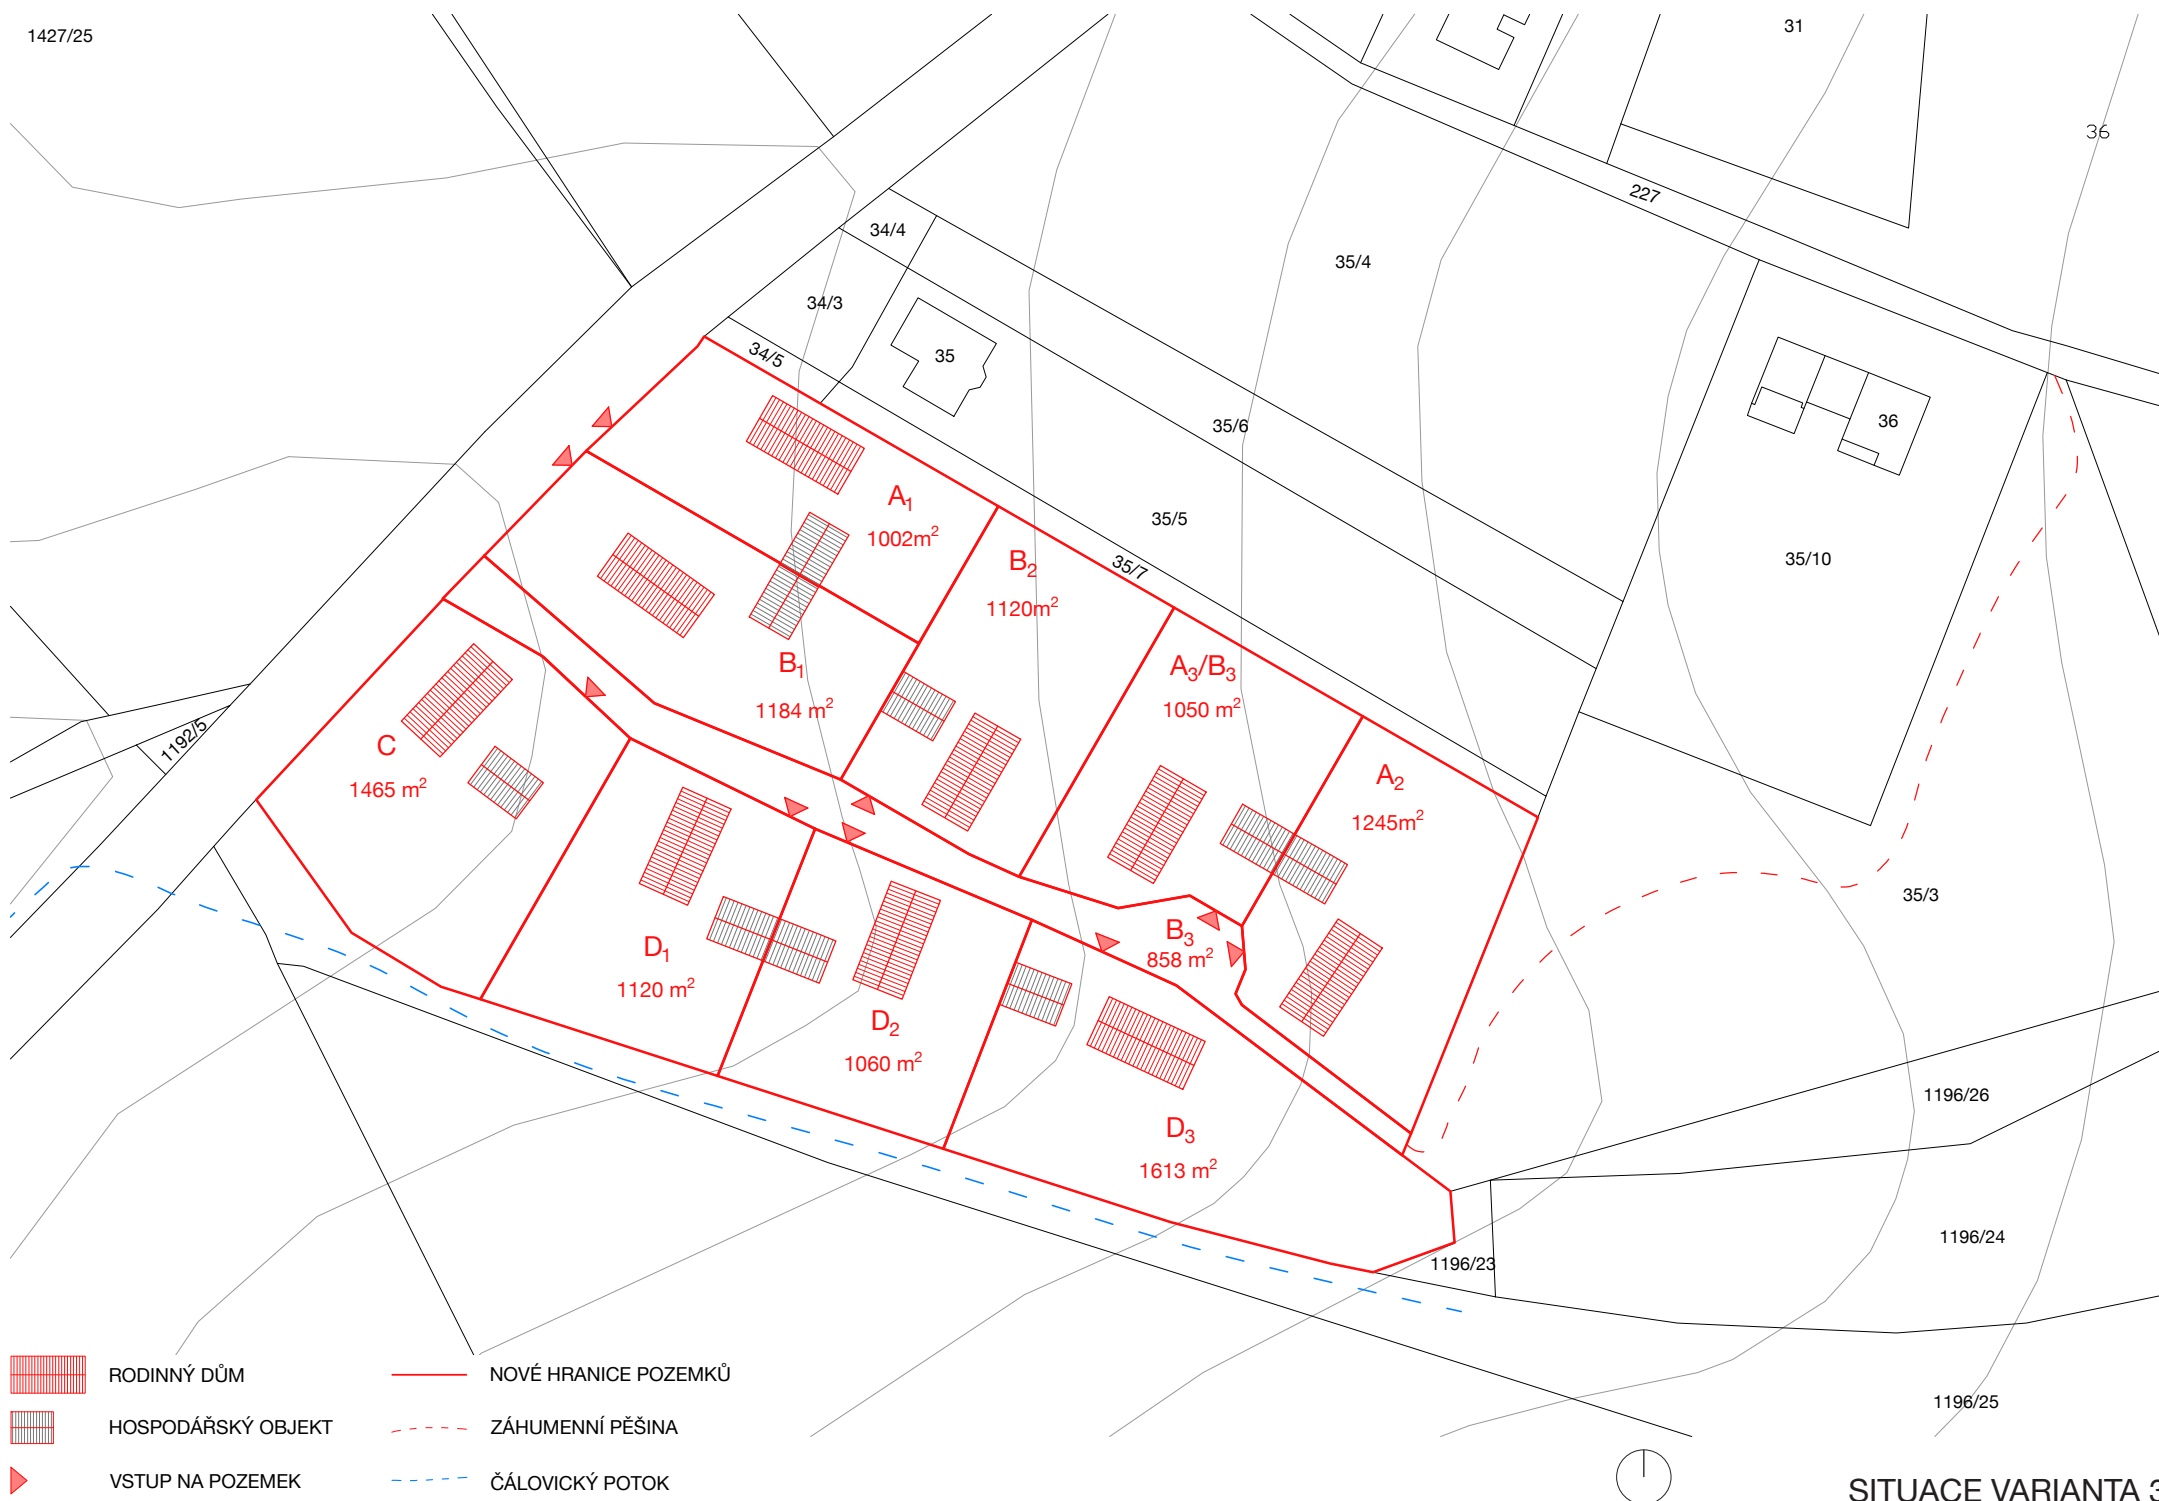 1427/25
31
36
227
34/4
35/4
34/3
34/5
35
35/6
36
A1
1002m2
35/5
B2
35/7
35/10
1120m2
B1
A3/B3
1184 m2
1050 m2
1192/5
C
1465 m2
A2
1245m2
35/3
B3
858 m2
D1
1120 m2
D2
1060 m2
1196/26
D3
1613 m2
1196/24
1196/23
1196/25
RODINNÝ DŮM
NOVÉ HRANICE POZEMKŮ
HOSPODÁŘSKÝ OBJEKT
ZÁHUMENNÍ PĚŠINA
VSTUP NA POZEMEK
ČÁLOVICKÝ POTOK
SITUACE VARIANTA 3